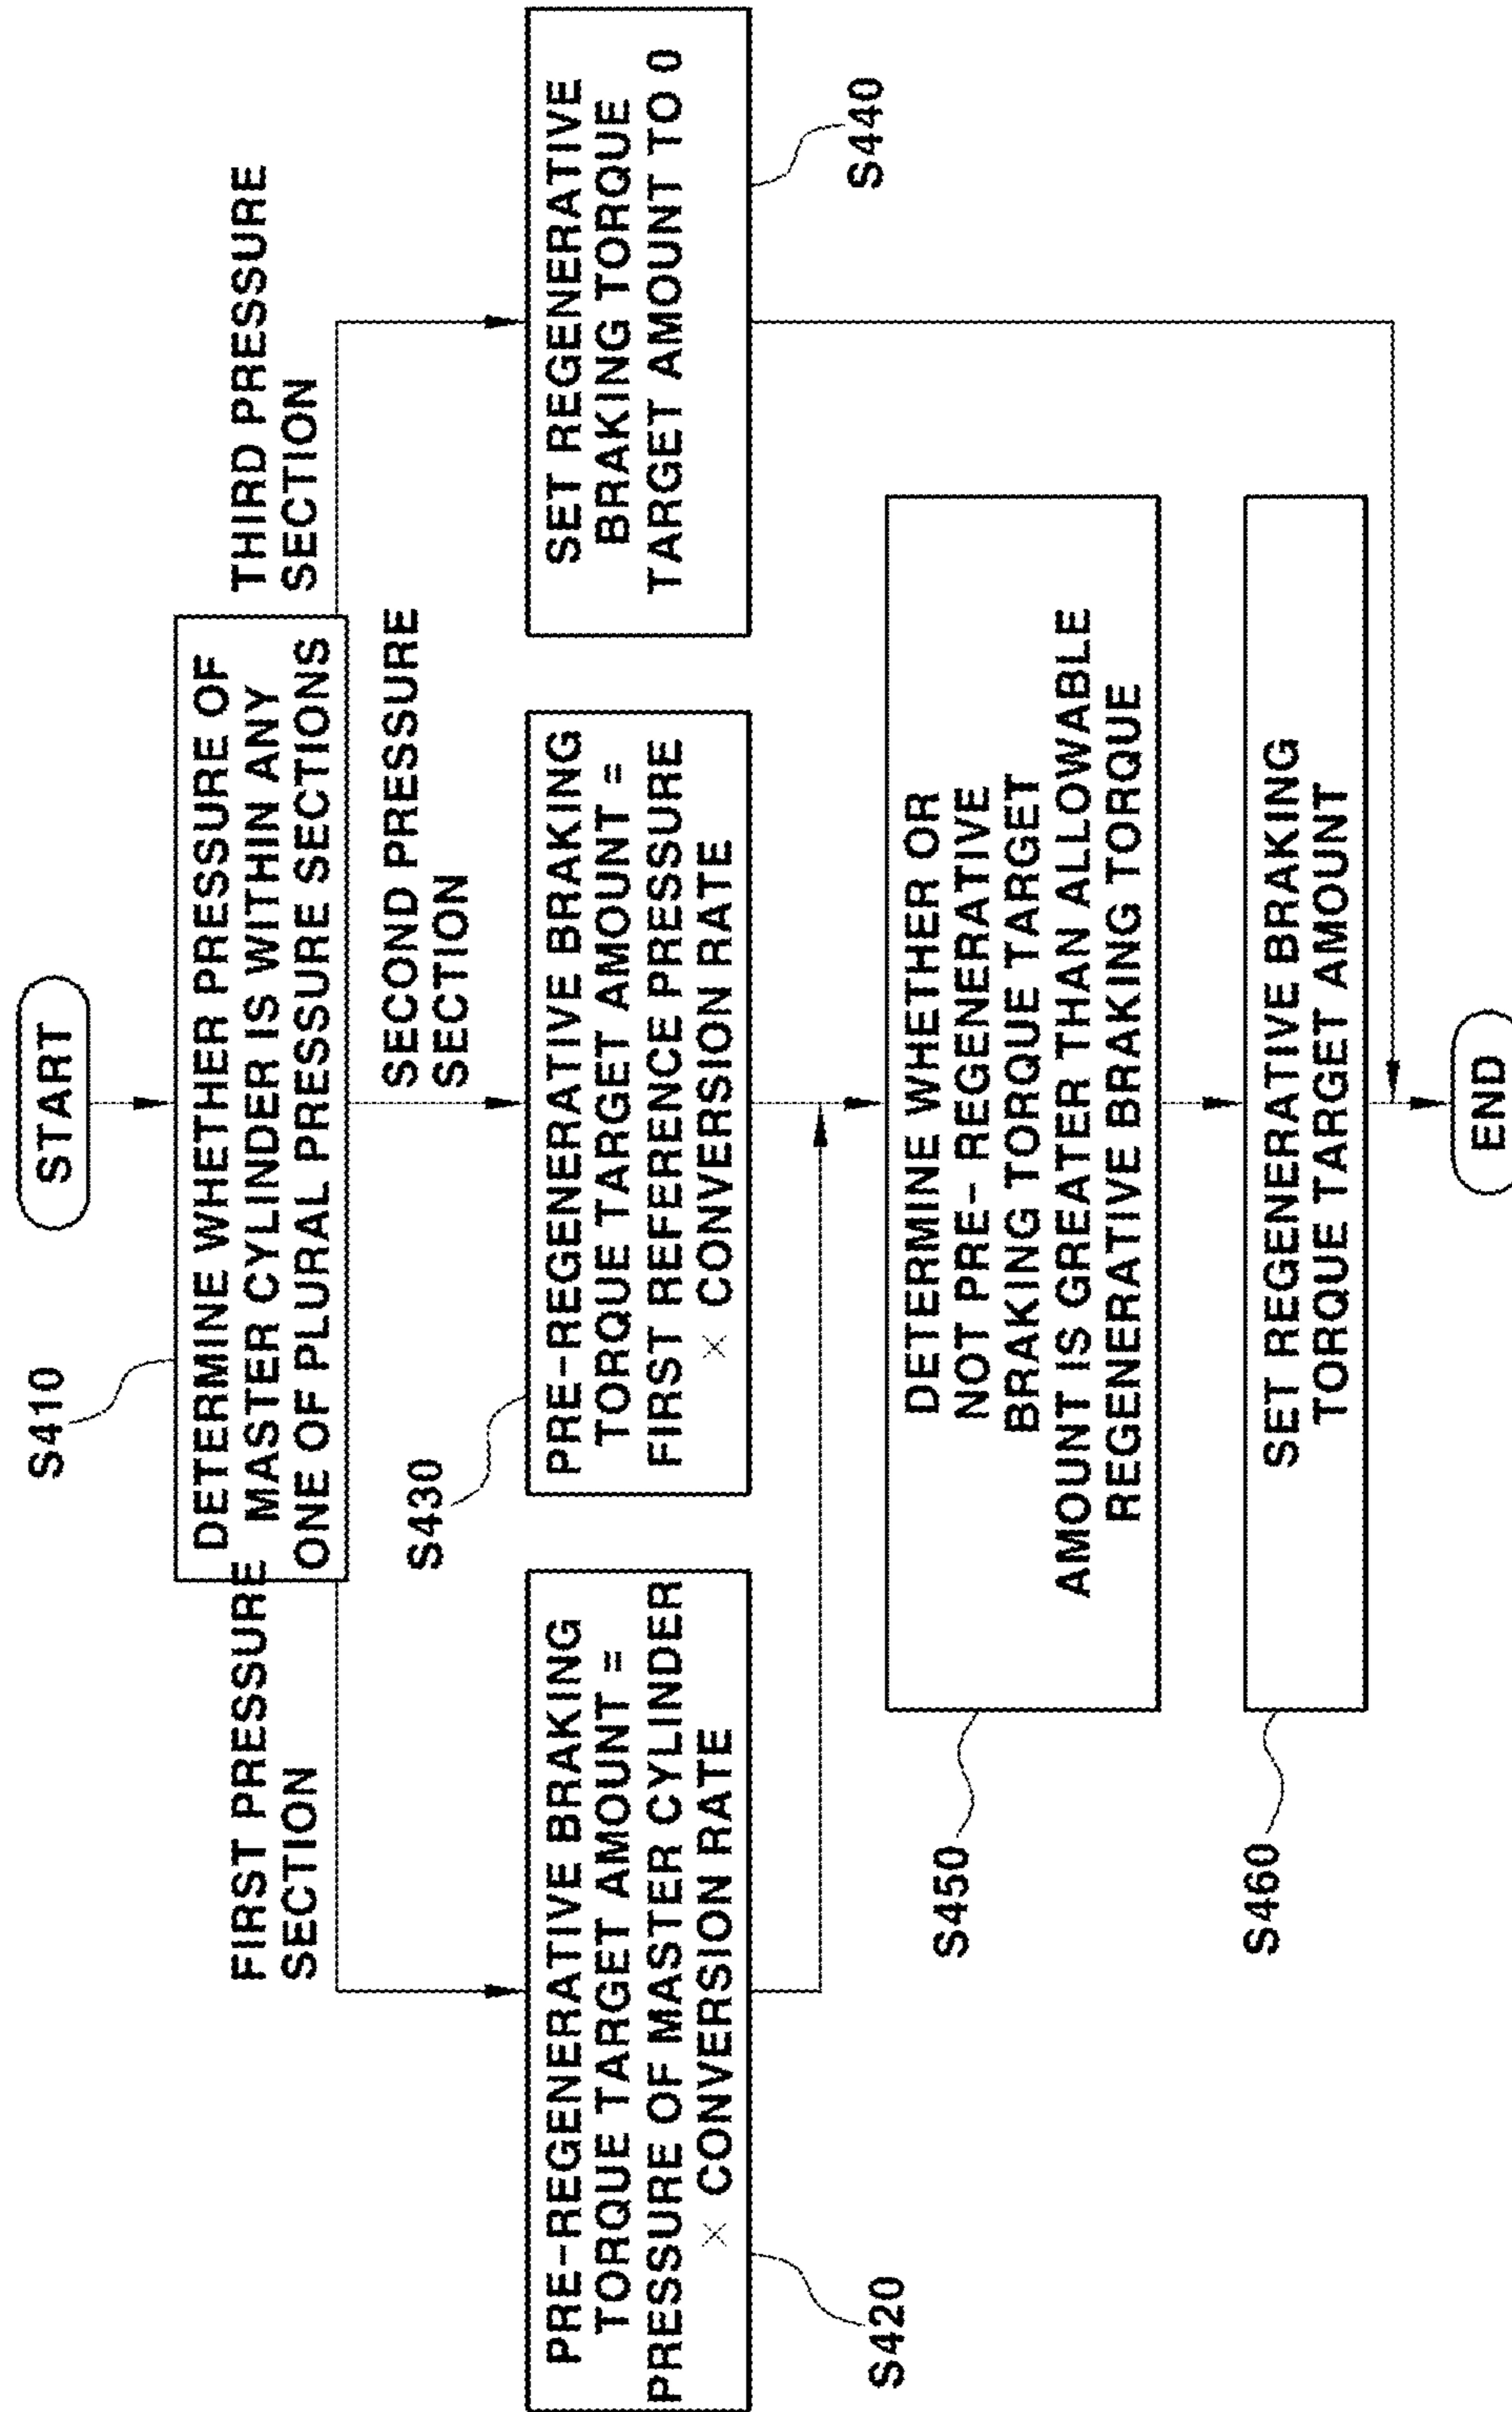 START
S410
DETERMINE WHETHER PRESSURE OF
MASTER CYLINDER IS WITHIN ANY
ONE OF PLURAL PRESSURE SECTIONS
FIRST PRESSURE
SECTION
SECOND PRESSURE
SECTION
THIRD PRESSURE
SECTION
PRE-REGENERATIVE BRAKING
TORQUE TARGET AMOUNT =
PRESSURE OF MASTER CYLINDER
× CONVERSION RATE
S420
S430
PRE-REGENERATIVE BRAKING
TORQUE TARGET AMOUNT =
FIRST REFERENCE PRESSURE
× CONVERSION RATE
SET REGENERATIVE
BRAKING TORQUE
TARGET AMOUNT TO 0
S440
S450
DETERMINE WHETHER OR
NOT PRE-REGENERATIVE
BRAKING TORQUE TARGET
AMOUNT IS GREATER THAN ALLOWABLE
REGENERATIVE BRAKING TORQUE
S460
SET REGENERATIVE BRAKING
TORQUE TARGET AMOUNT
END